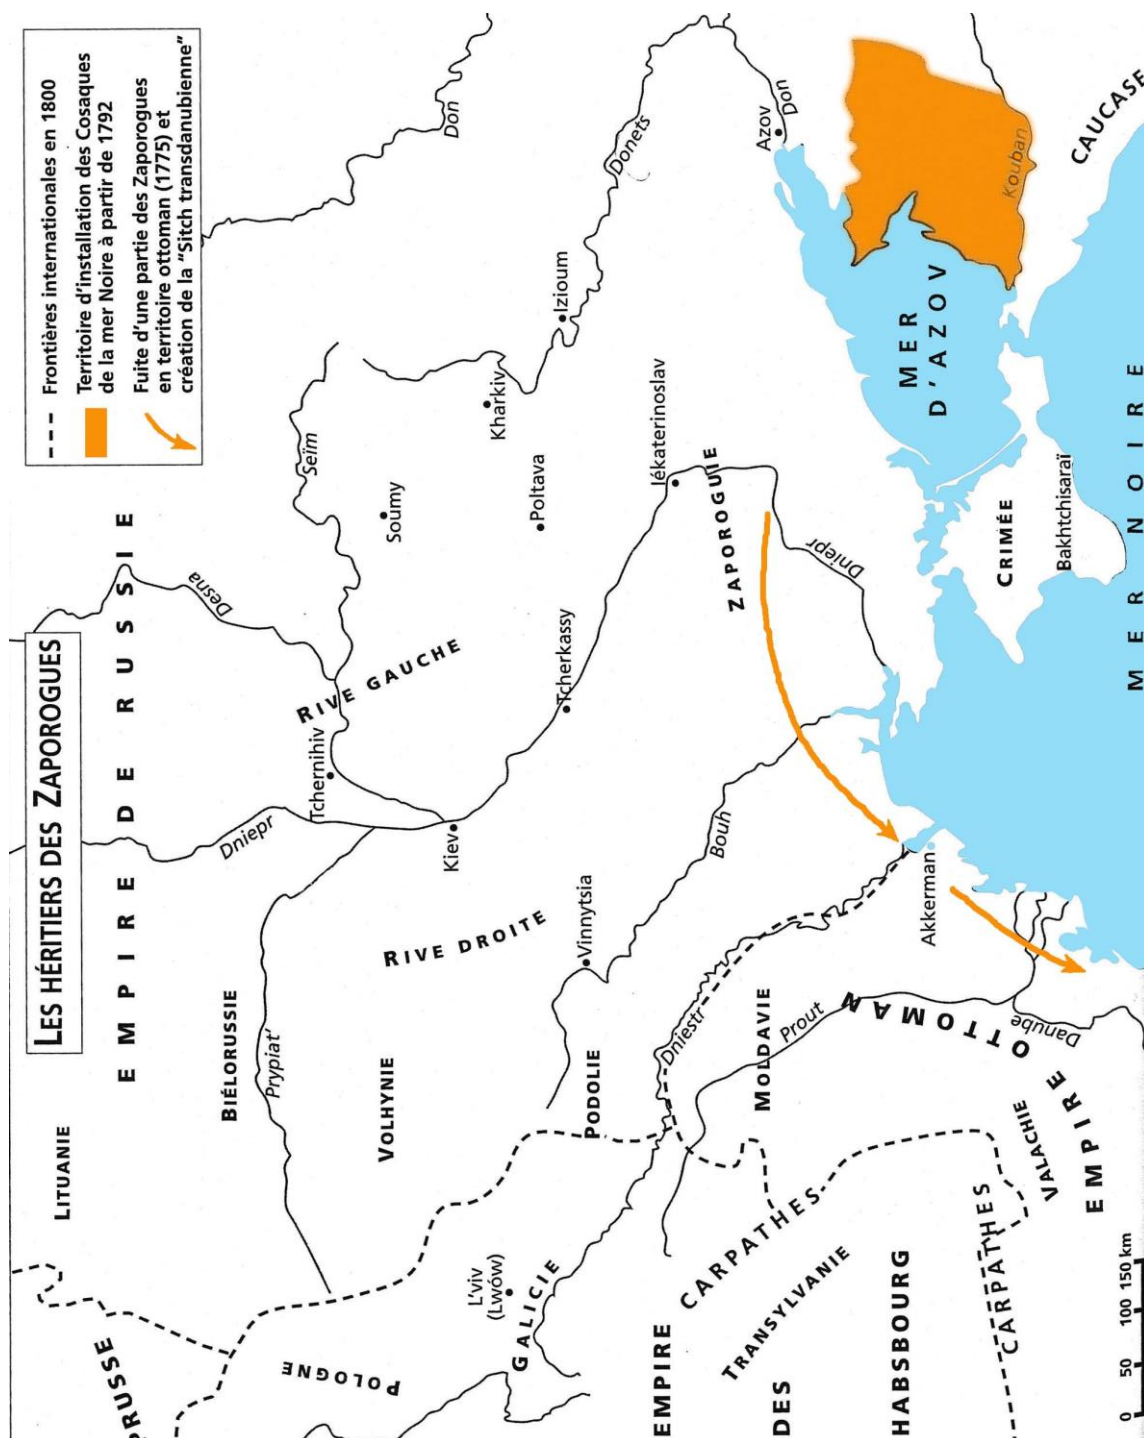 LES HÉRITIERS DES ZAPOROGUES
Frontières internationales en 1800
Territoire d'installation des Cosaques
de la mer Noire à partir de 1792
Fuite d'une partie des Zaporogues
en territoire ottoman (1775) et
création de la "Sitch transdanubienne"
EMPIRE DE RUSSIE
PRUSSE
LITUANIE
BIÉLORUSSIE
Prypiat'
Dniepr
Desna
Tchernihiv
Seïm
Don
RIVE GAUCHE
Soumy
POLOGNE
VOLHYNIE
RIVE DROITE
Kiev
Kharkiv
Poltava
L'viv
(Lwów)
GALICIE
Vinnytsia
PODOLIE
Tcherkassy
Izioum
Donets
Iékaterinoslav
ZAPOROGUIE
Bouh
Dniestr
Azov
Don
EMPIRE
DES
HABSBOURG
CARPATHES
TRANSYLVANIE
MOLDAVIE
Prout
Dniepr
MER
D'AZOV
Akkerman
OTTOMAN
EMPIRE
Danube
VALACHIE
CARPATHES
CRIMÉE
Bakhtchisaraï
Kouban
CAUCASE
MER NOIRE
0 50 100 150 km